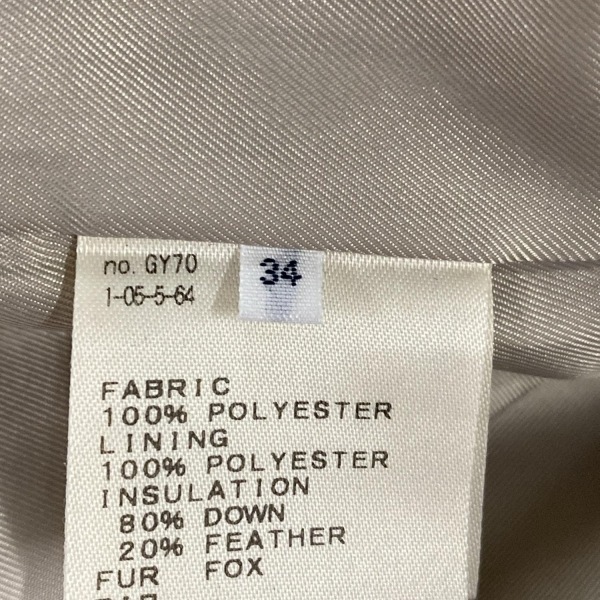 no. GY70
34
1-05-5-64
FABRIC
100% POLYESTER
LINING
100% POLYESTER
INSULATION
80% DOWN
20% FEATHER
FUR FOX